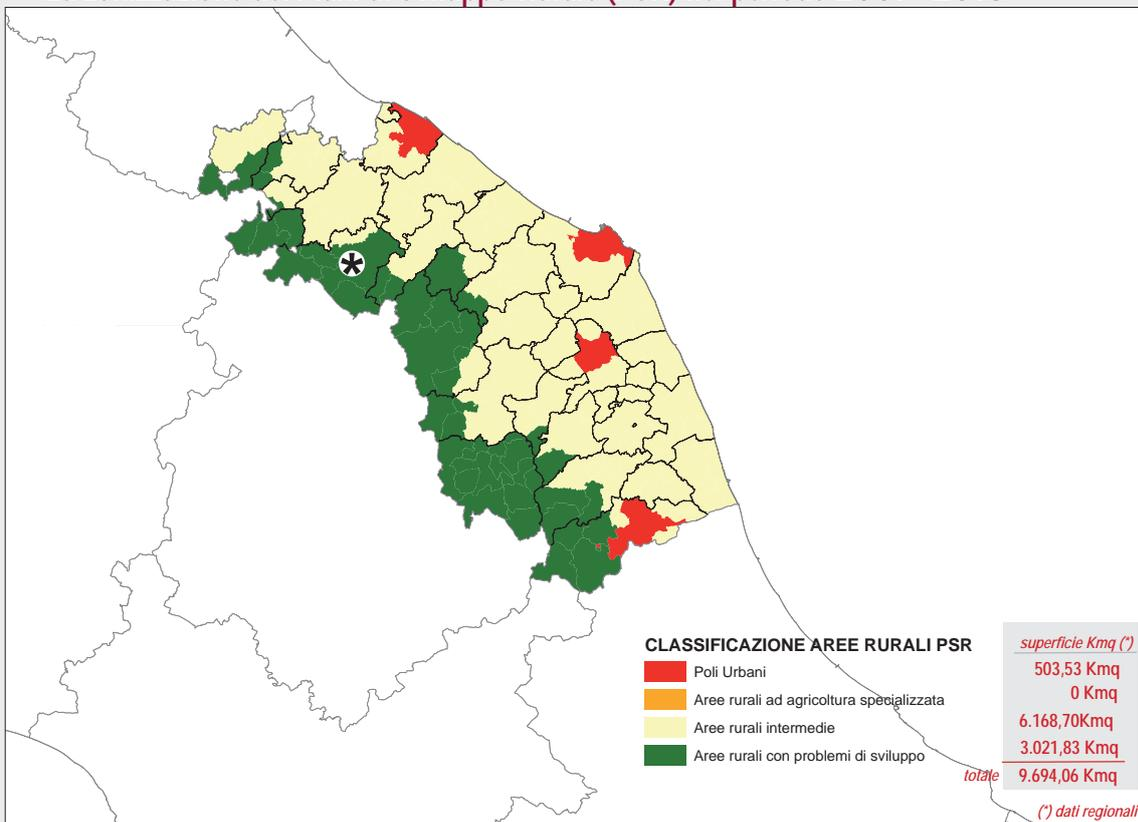 CLASSIFICAZIONE AREE RURALI PSR
superficie Kmq (*)
Poli Urbani
503,53 Kmq
Aree rurali ad agricoltura specializzata
0 Kmq
Aree rurali intermedie
6.168,70Kmq
Aree rurali con problemi di sviluppo
3.021,83 Kmq
totale
9.694,06 Kmq
(*) dati regionali